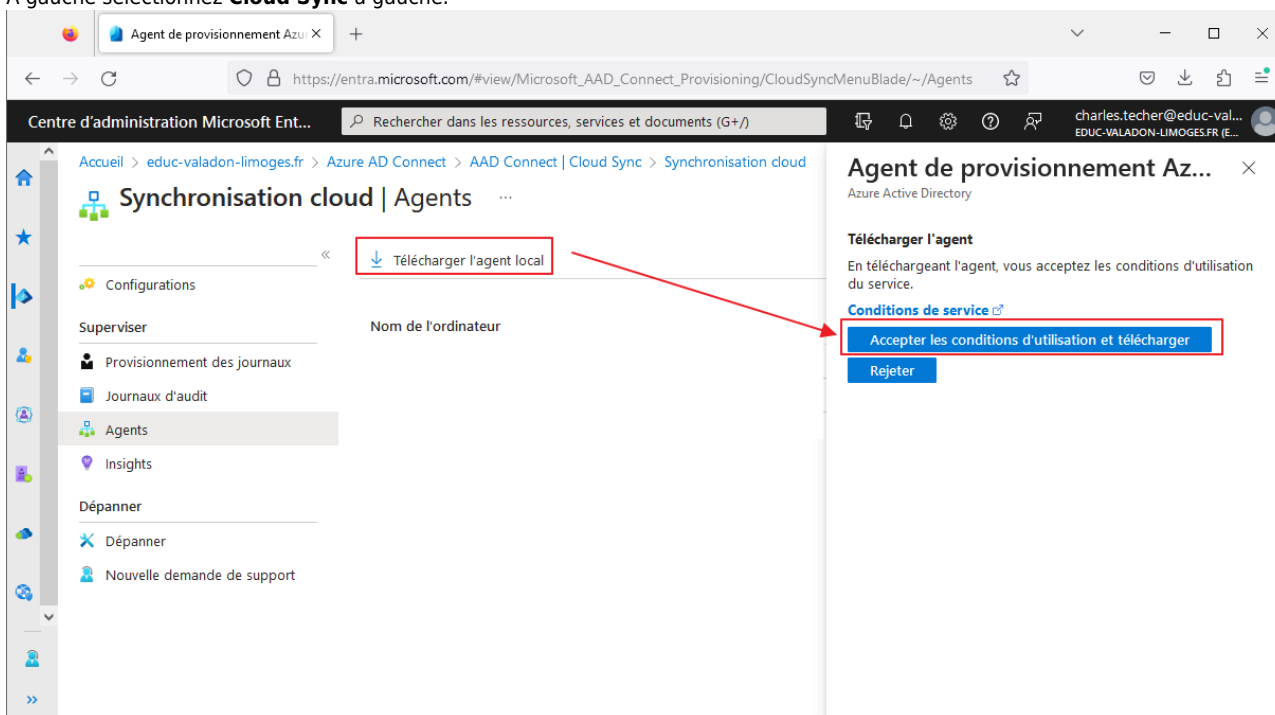 A gauche sélectionnez Cloud Sync à gauche.
Agent de provisionnement Azu
https://entra.microsoft.com/#view/Microsoft_AAD_Connect_Provisioning/CloudSyncMenuBlade/~/Agents
Centre d'administration Microsoft Ent...
Rechercher dans les ressources, services et documents (G+/)
charles.techer@educ-val...
EDUC-VALADON-LIMOGES.FR (E...
Accueil > educ-valadon-limoges.fr > Azure AD Connect > AAD Connect | Cloud Sync > Synchronisation cloud
Synchronisation cloud | Agents ...
«
Télécharger l'agent local
Configurations
Superviser
Nom de l'ordinateur
Provisionnement des journaux
Journaux d'audit
Agents
Insights
Dépanner
Dépanner
Nouvelle demande de support
»
Agent de provisionnement Az...
Azure Active Directory
Télécharger l'agent
En téléchargeant l'agent, vous acceptez les conditions d'utilisation
du service.
Conditions de service
Accepter les conditions d'utilisation et télécharger
Rejeter